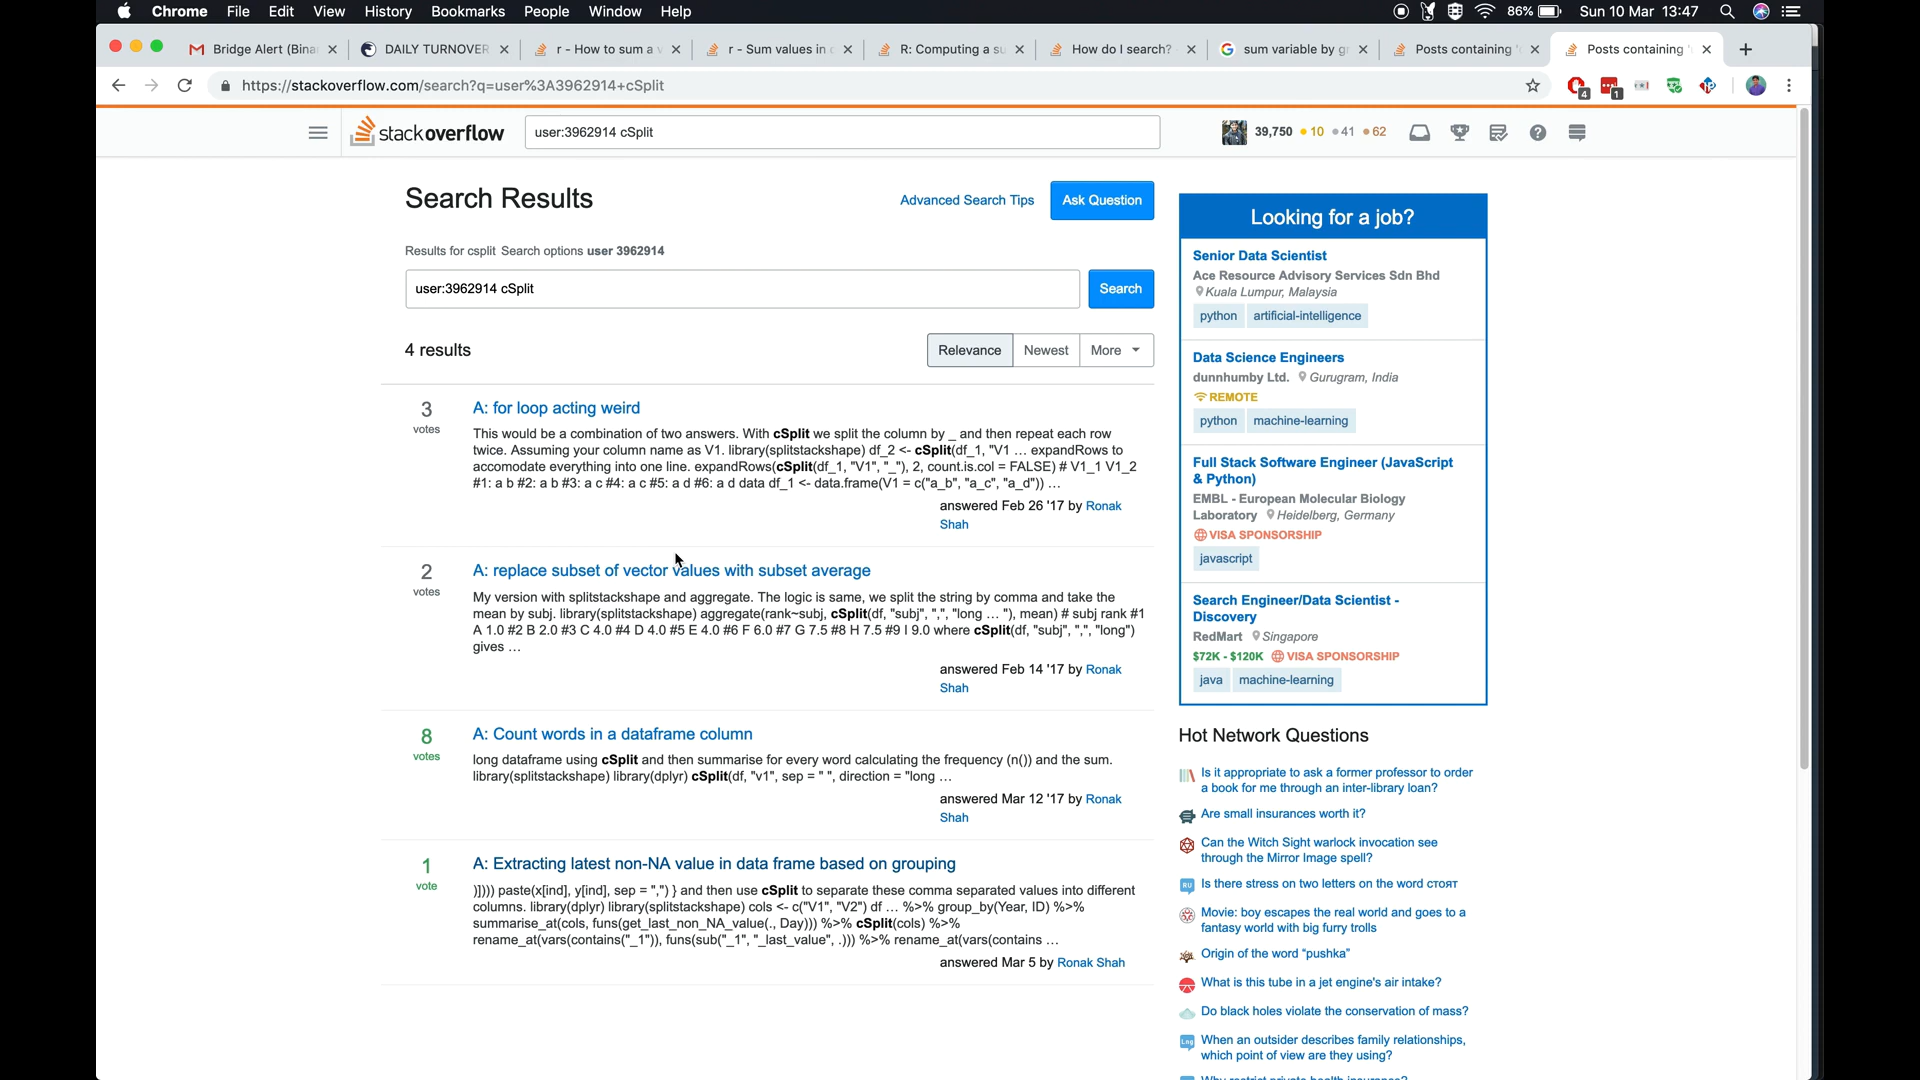 Chrome File Edit View History Bookmarks People Window Help 86% Sun 10 Mar 13:47
Bridge Alert (Bina DAILY TURNOVER r - How to sum a v r - Sum values in R: Computing a su How do I search? sum variable by gr Posts containing Posts containing
https://stackoverflow.com/search?q=user%3A3962914+cSplit 4 1
stackoverflow user:3962914 cSplit 39,750 10 41 62
Search Results
Advanced Search Tips Ask Question
Results for csplit Search options user 3962914
user:3962914 cSplit Search
4 results Relevance Newest More
3 votes
A: for loop acting weird
This would be a combination of two answers. With cSplit we split the column by _ and then repeat each row
twice. Assuming your column name as V1. library(splitstackshape) df_2 <- cSplit(df_1, "V1 … expandRows to
accomodate everything into one line. expandRows(cSplit(df_1, "V1", "_"), 2, count.is.col = FALSE) # V1_1 V1_2
#1: a b #2: a b #3: a c #4: a c #5: a d #6: a d data df_1 <- data.frame(V1 = c("a_b", "a_c", "a_d")) …
answered Feb 26 '17 by Ronak
Shah
2 votes
A: replace subset of vector values with subset average
My version with splitstackshape and aggregate. The logic is same, we split the string by comma and take the
mean by subj. library(splitstackshape) aggregate(rank~subj, cSplit(df, "subj", ",", "long … "), mean) # subj rank #1
A 1.0 #2 B 2.0 #3 C 4.0 #4 D 4.0 #5 E 4.0 #6 F 6.0 #7 G 7.5 #8 H 7.5 #9 I 9.0 where cSplit(df, "subj", ",", "long")
gives …
answered Feb 14 '17 by Ronak
Shah
8 votes
A: Count words in a dataframe column
long dataframe using cSplit and then summarise for every word calculating the frequency (n()) and the sum.
library(splitstackshape) library(dplyr) cSplit(df, "v1", sep = " ", direction = "long …
answered Mar 12 '17 by Ronak
Shah
1 vote
A: Extracting latest non-NA value in data frame based on grouping
)]))) paste(x[ind], y[ind], sep = ",") } and then use cSplit to separate these comma separated values into different
columns. library(dplyr) library(splitstackshape) cols <- c("V1", "V2") df … %>% group_by(Year, ID) %>%
summarise_at(cols, funs(get_last_non_NA_value(., Day))) %>% cSplit(cols) %>%
rename_at(vars(contains("_1")), funs(sub("_1", "_last_value", .))) %>% rename_at(vars(contains …
answered Mar 5 by Ronak Shah
Looking for a job?
Senior Data Scientist
Ace Resource Advisory Services Sdn Bhd
Kuala Lumpur, Malaysia
python artificial-intelligence
Data Science Engineers
dunnhumby Ltd. Gurugram, India
REMOTE
python machine-learning
Full Stack Software Engineer (JavaScript
& Python)
EMBL - European Molecular Biology
Laboratory Heidelberg, Germany
VISA SPONSORSHIP
javascript
Search Engineer/Data Scientist -
Discovery
RedMart Singapore
$72K - $120K VISA SPONSORSHIP
java machine-learning
Hot Network Questions
Is it appropriate to ask a former professor to order
a book for me through an inter-library loan?
Are small insurances worth it?
Can the Witch Sight warlock invocation see
through the Mirror Image spell?
Is there stress on two letters on the word стоят
Movie: boy escapes the real world and goes to a
fantasy world with big furry trolls
Origin of the word “pushka”
What is this tube in a jet engine's air intake?
Do black holes violate the conservation of mass?
When an outsider describes family relationships,
which point of view are they using?
Why restrict private health insurance?